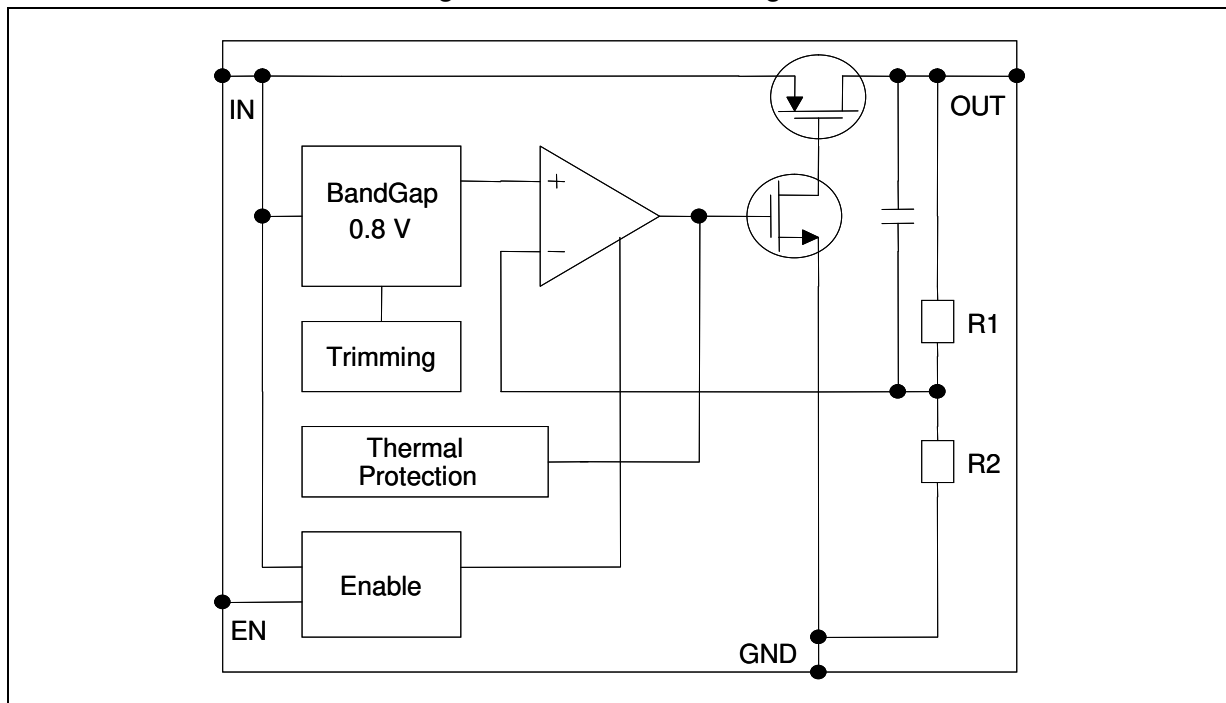 IN
OUT
BandGap
0.8 V
+
−
R1
Trimming
Thermal
Protection
R2
Enable
EN
GND